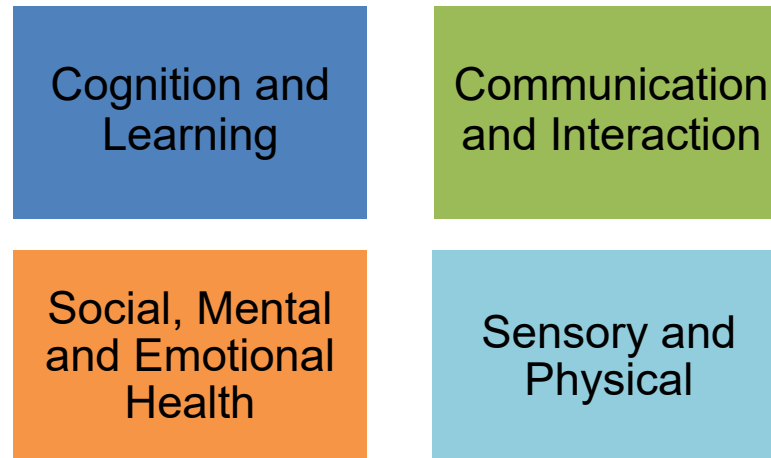 Cognition and
Learning
Communication
and Interaction
Social, Mental
and Emotional
Health
Sensory and
Physical